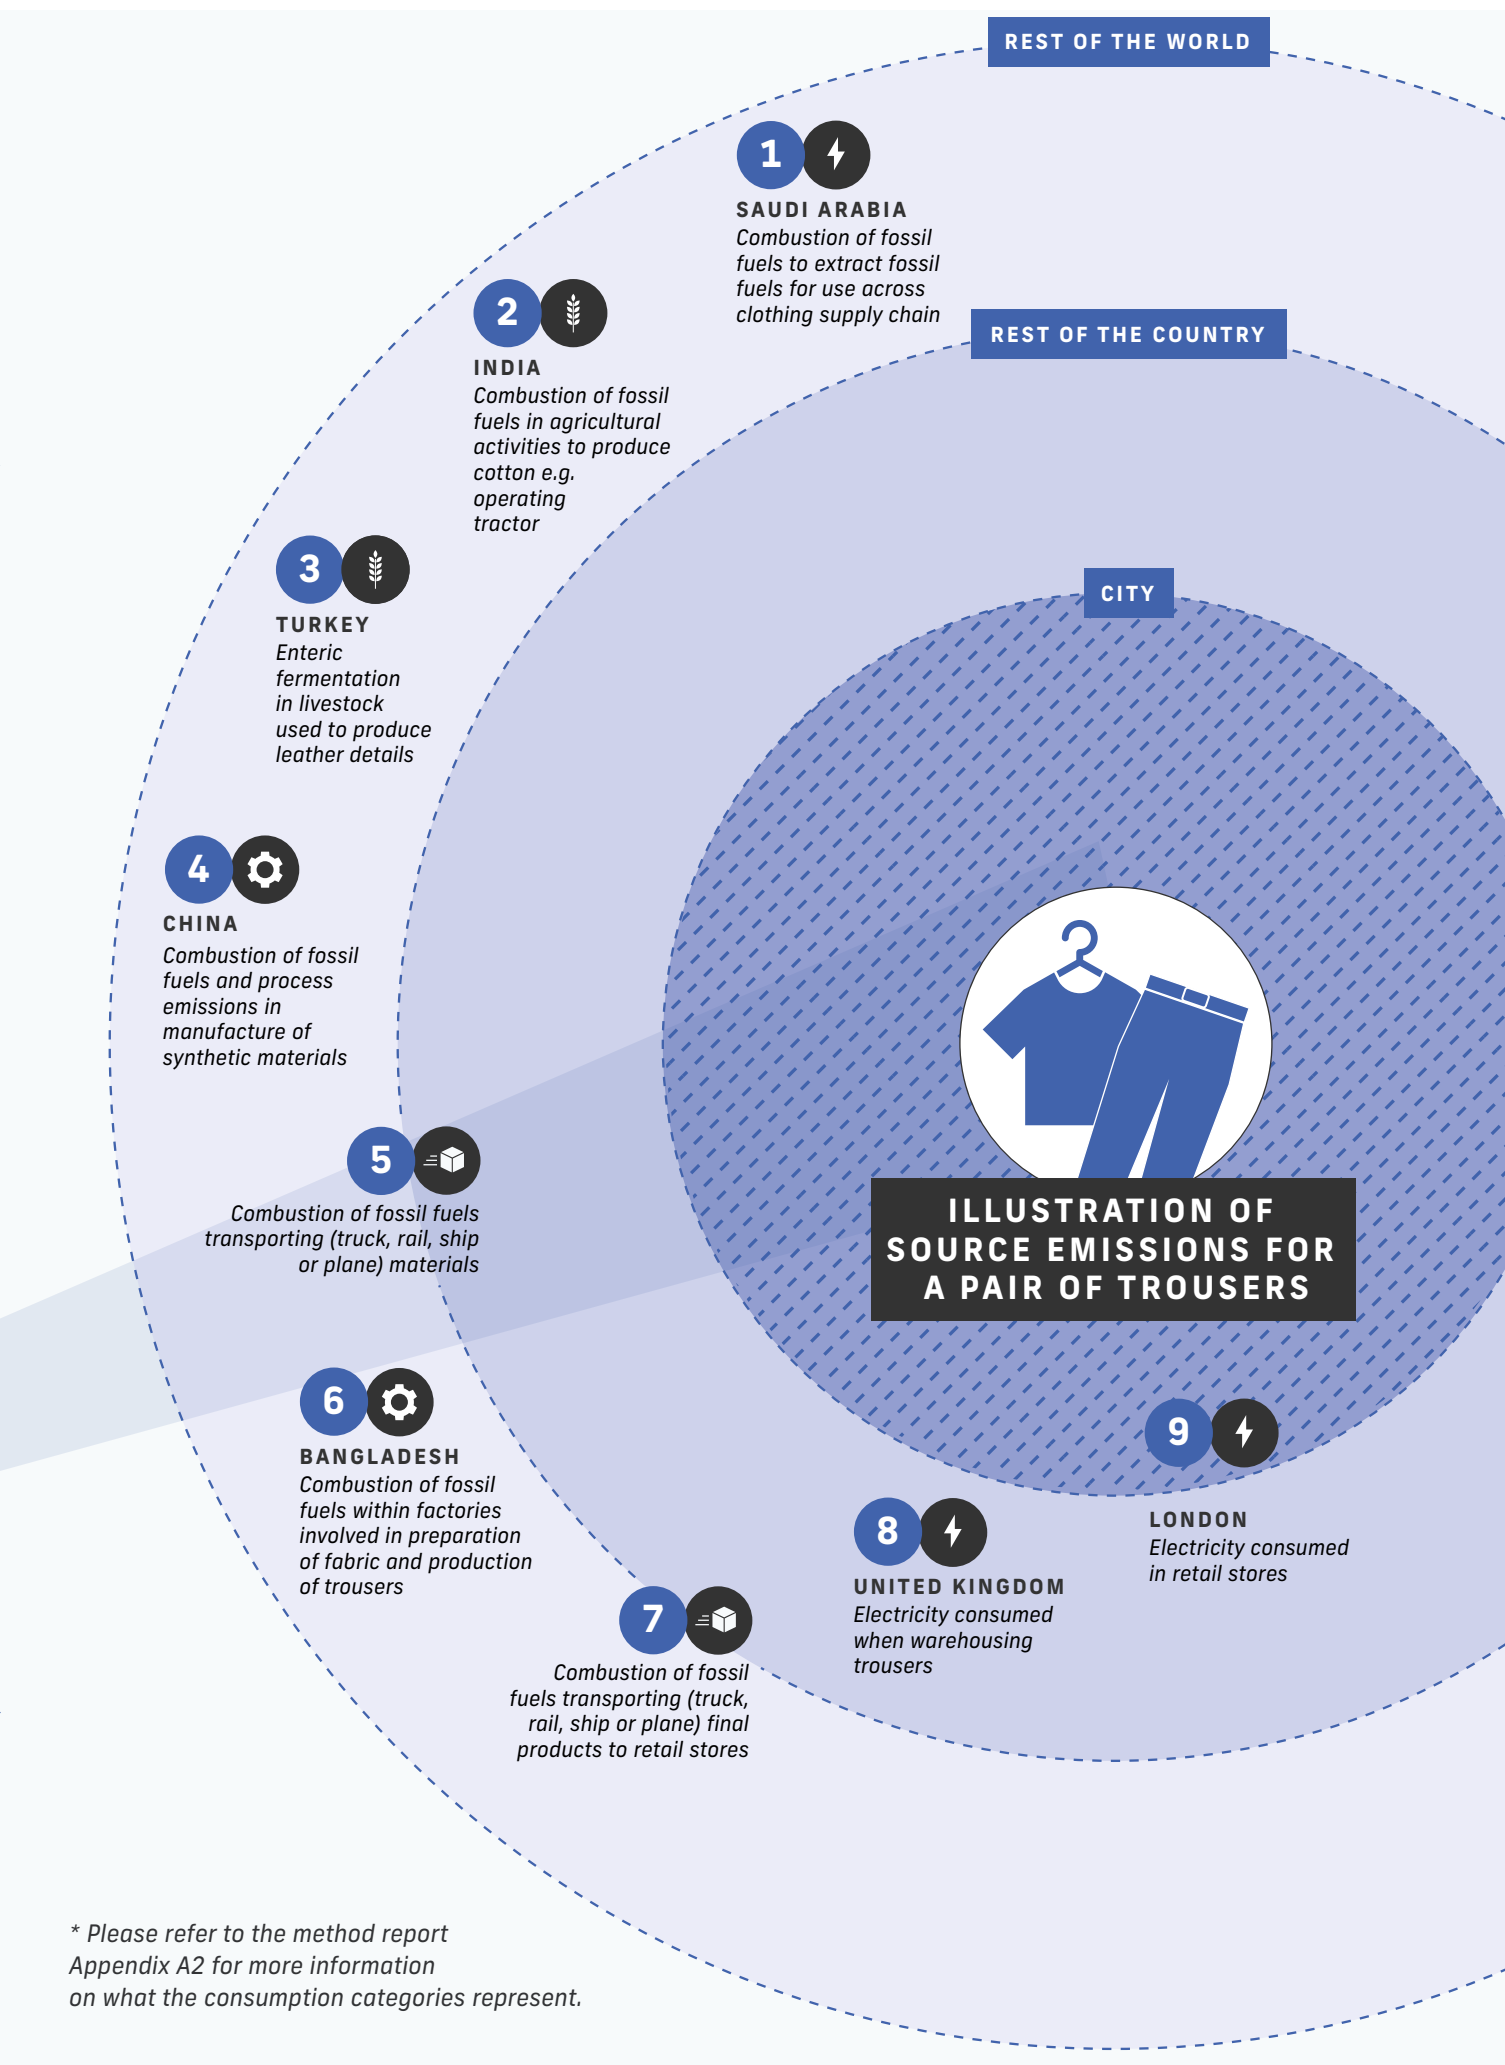 REST OF THE WORLD
1
SAUDI ARABIA
Combustion of fossil
fuels to extract fossil
fuels for use across
clothing supply chain
2
INDIA
Combustion of fossil
fuels in agricultural
activities to produce
cotton e.g.
operating
tractor
REST OF THE COUNTRY
3
TURKEY
Enteric
fermentation
in livestock
used to produce
leather details
CITY
4
CHINA
Combustion of fossil
fuels and process
emissions in
manufacture of
synthetic materials
5
Combustion of fossil fuels
transporting (truck, rail, ship
or plane) materials
ILLUSTRATION OF
SOURCE EMISSIONS FOR
A PAIR OF TROUSERS
6
BANGLADESH
Combustion of fossil
fuels within factories
involved in preparation
of fabric and production
of trousers
7
Combustion of fossil
fuels transporting (truck,
rail, ship or plane) final
products to retail stores
8
UNITED KINGDOM
Electricity consumed
when warehousing
trousers
9
LONDON
Electricity consumed
in retail stores
* Please refer to the method report
Appendix A2 for more information
on what the consumption categories represent.